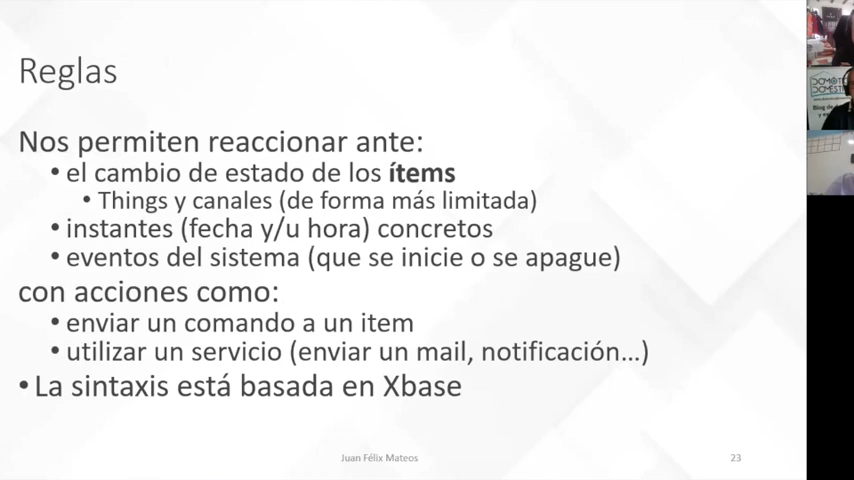 Reglas
Nos permiten reaccionar ante:
• el cambio de estado de los ítems
• Things y canales (de forma más limitada)
• instantes (fecha y/u hora) concretos
• eventos del sistema (que se inicie o se apague)
con acciones como:
• enviar un comando a un item
• utilizar un servicio (enviar un mail, notificación...)
• La sintaxis está basada en Xbase
Juan Félix Mateos
23